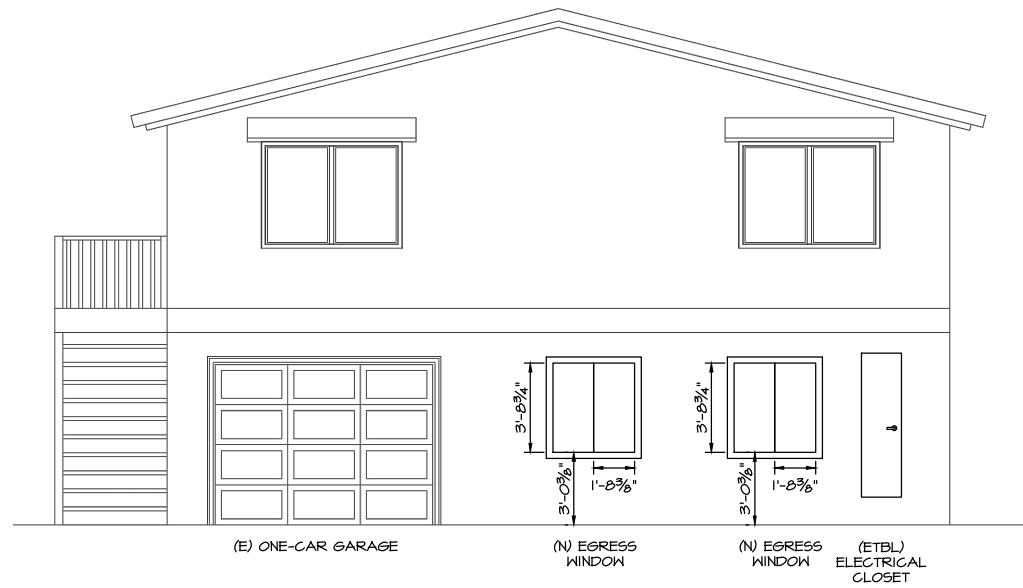 3'-8¾"
3'-8¾"
3'-0⅜"
1'-8⅜"
3'-0⅜"
1'-8⅜"
(E) ONE-CAR GARAGE
(N) EGRESS
WINDOW
(N) EGRESS
WINDOW
(ETBL)
ELECTRICAL
CLOSET